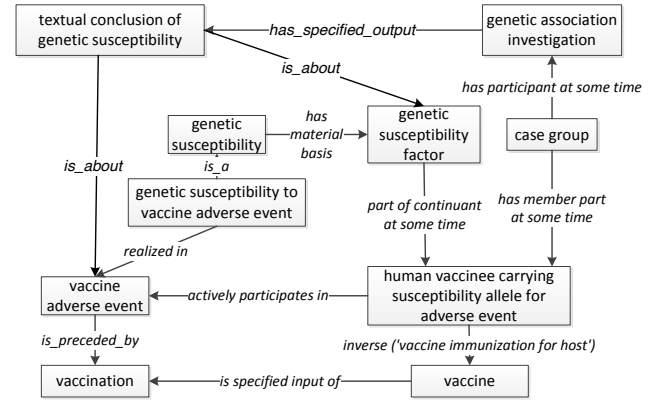 textual conclusion of
genetic susceptibility
has_specified_output
genetic association
investigation
is_about
has participant at some time
genetic
susceptibility
has
material
basis
genetic
susceptibility
factor
case group
is_about
is_a
genetic susceptibility to
vaccine adverse event
part of continuant
at some time
has member part
at some time
realized in
vaccine
adverse event
actively participates in
human vaccinee carrying
susceptibility allele for
adverse event
is_preceded_by
inverse ('vaccine immunization for host')
vaccination
is specified input of
vaccine